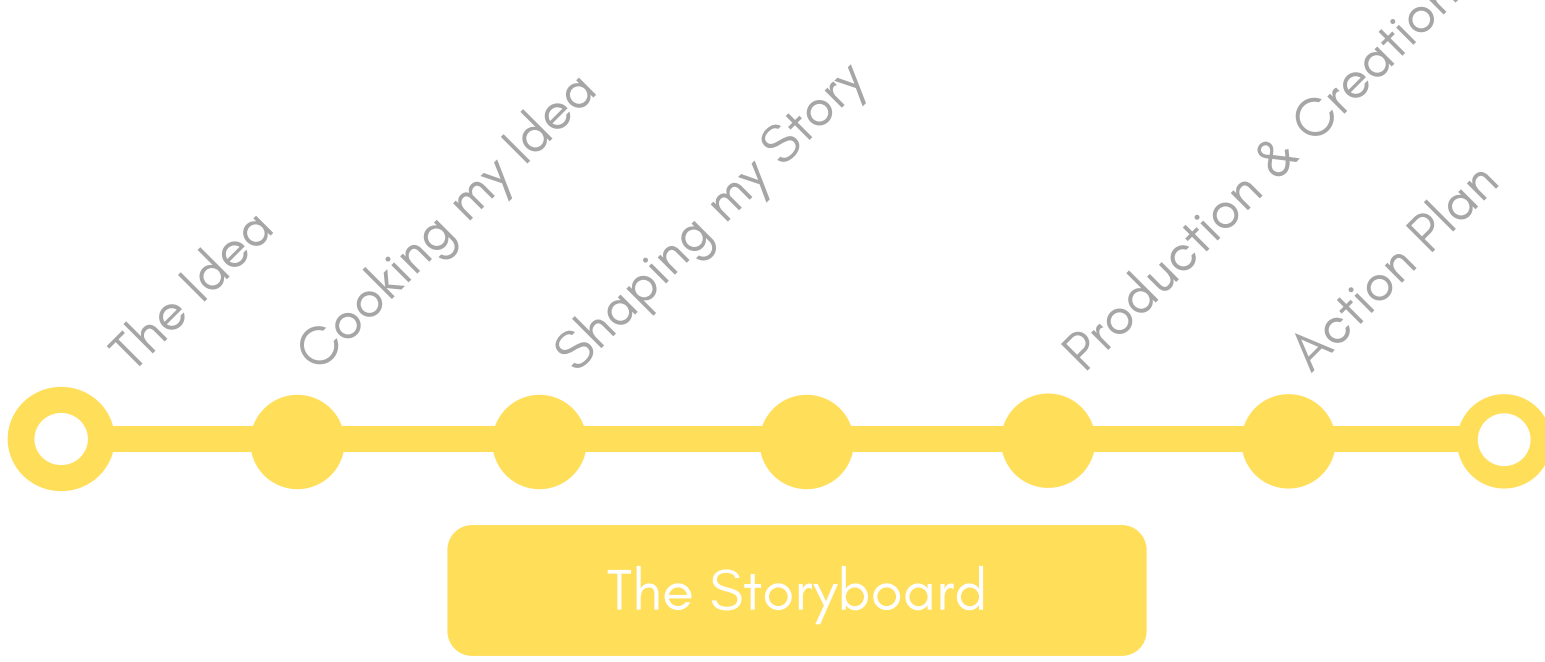 The Idea
Cooking my Idea
Shaping my Story
Production & Creation
Action Plan
The Storyboard